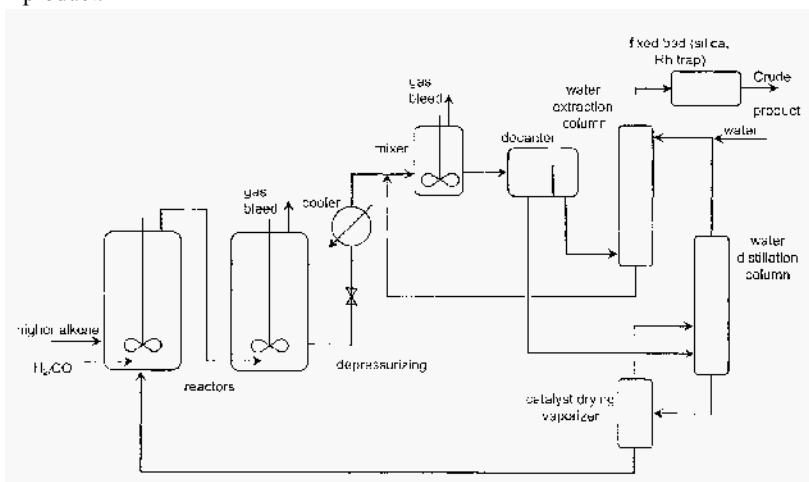 fixed bed (silica,
Rh trap)
Crude
product
gas
bleed
water
extraction
column
water
mixer
decanter
gas
bleed
cooler
water
distillation
column
higher alkene
H₂/CO
reactors
depressurizing
catalyst drying
vaporizer